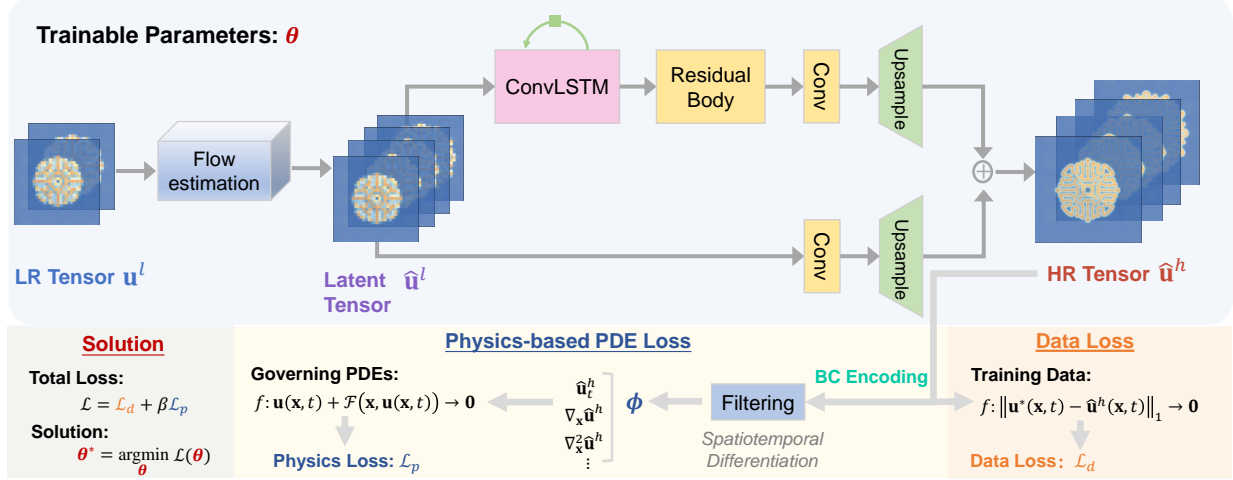 Trainable Parameters: θ
ConvLSTM
Residual
Body
Conv
Upsample
Flow
estimation
⊕
Conv
Upsample
LR Tensor u^l
Latent û^l
Tensor
HR Tensor û^h
Solution
Total Loss:
ℒ = ℒ_d + βℒ_p
Solution:
θ* = argmin ℒ(θ)
θ
Physics-based PDE Loss
Governing PDEs:
f: u(x, t) + ℱ(x, u(x, t)) → 0
Physics Loss: ℒ_p
û_t^h
∇_x û^h
∇_x^2 û^h
⋮
ϕ
Filtering
Spatiotemporal
Differentiation
BC Encoding
Data Loss
Training Data:
f: ‖u*(x, t) − û^h(x, t)‖_1 → 0
Data Loss: ℒ_d